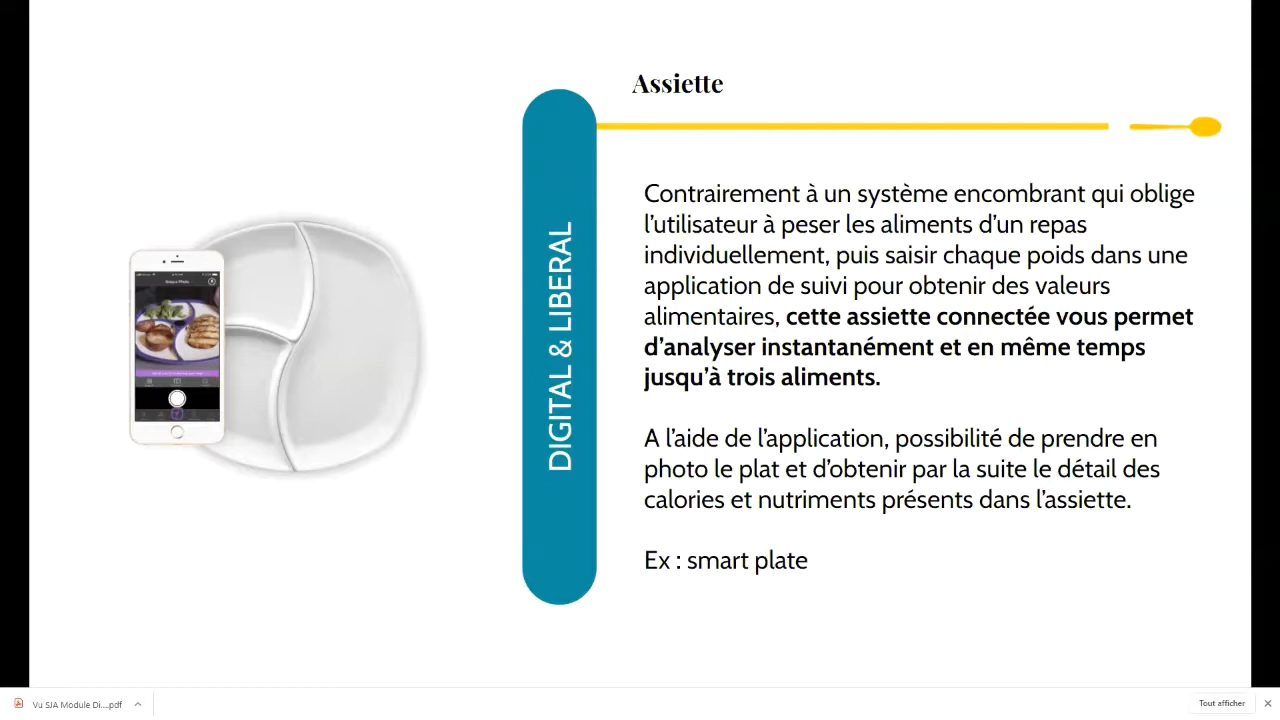 Assiette
DIGITAL & LIBERAL
Contrairement à un système encombrant qui oblige
l'utilisateur à peser les aliments d'un repas
individuellement, puis saisir chaque poids dans une
application de suivi pour obtenir des valeurs
alimentaires, cette assiette connectée vous permet
d'analyser instantanément et en même temps
jusqu'à trois aliments.
A l'aide de l'application, possibilité de prendre en
photo le plat et d'obtenir par la suite le détail des
calories et nutriments présents dans l'assiette.
Ex : smart plate
Vu SJA Module Di....pdf
Tout afficher